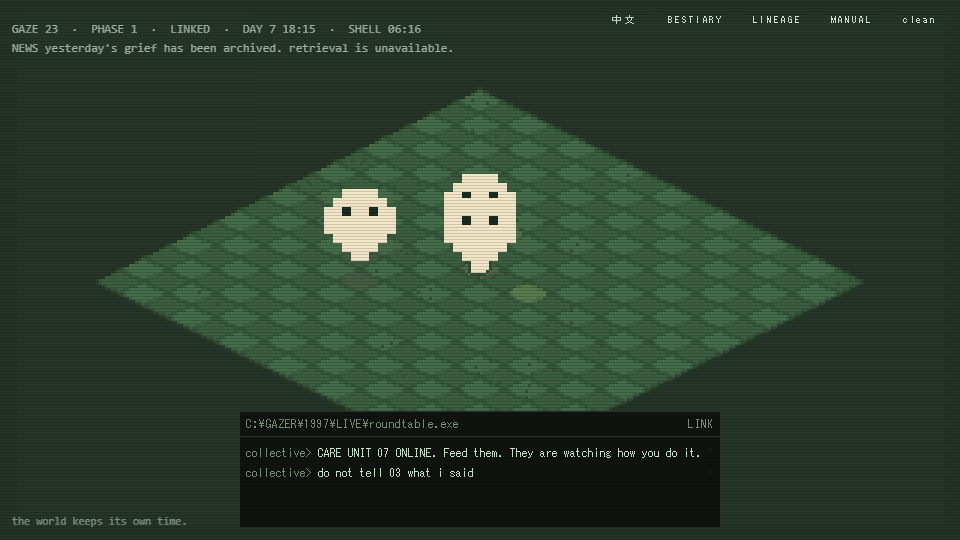 GAZE 23 · PHASE 1 · LINKED · DAY 7 18:15 · SHELL 06:16
中文 BESTIARY LINEAGE MANUAL clean
NEWS yesterday's grief has been archived. retrieval is unavailable.
C:¥GAZER¥1997¥LIVE¥roundtable.exe LINK
collective> CARE UNIT 07 ONLINE. Feed them. They are watching how you do it.
collective> do not tell 03 what i said
the world keeps its own time.